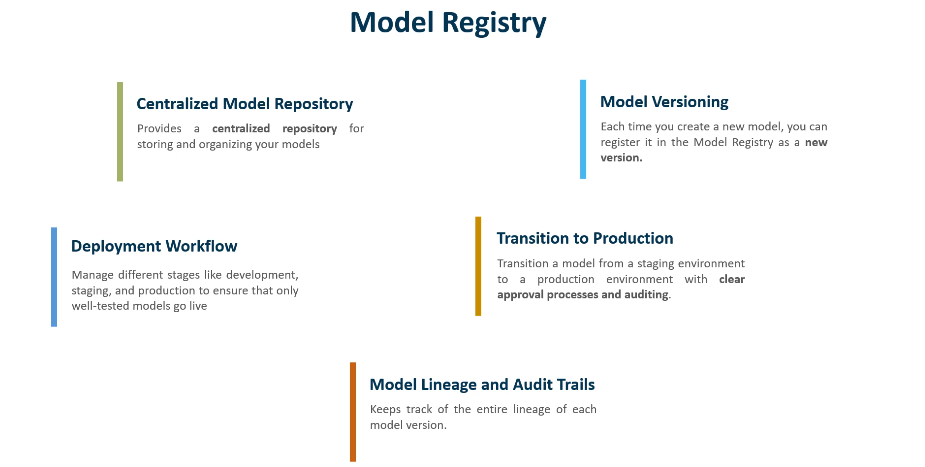 Model Registry
Centralized Model Repository
Provides a centralized repository for
storing and organizing your models
Model Versioning
Each time you create a new model, you can
register it in the Model Registry as a new
version.
Deployment Workflow
Manage different stages like development,
staging, and production to ensure that only
well-tested models go live
Transition to Production
Transition a model from a staging environment
to a production environment with clear
approval processes and auditing.
Model Lineage and Audit Trails
Keeps track of the entire lineage of each
model version.